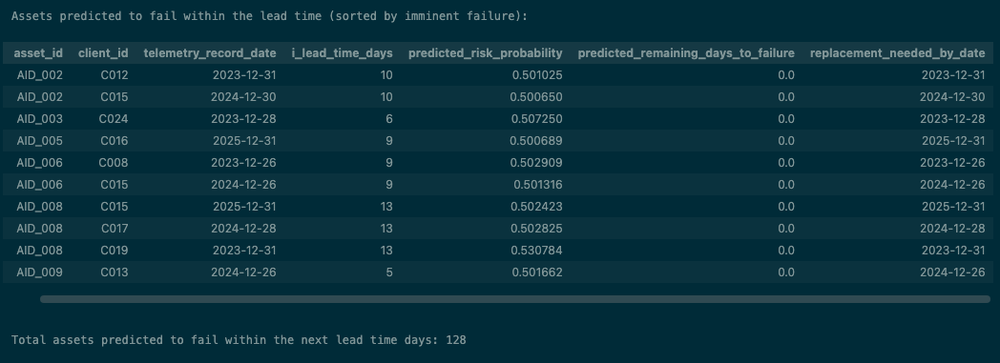 Assets predicted to fail within the lead time (sorted by imminent failure):
asset_id client_id telemetry_record_date i_lead_time_days predicted_risk_probability predicted_remaining_days_to_failure replacement_needed_by_date
AID_002 C012 2023-12-31 10 0.501025 0.0 2023-12-31
AID_002 C015 2024-12-30 10 0.500650 0.0 2024-12-30
AID_003 C024 2023-12-28 6 0.507250 0.0 2023-12-28
AID_005 C016 2025-12-31 9 0.500689 0.0 2025-12-31
AID_006 C008 2023-12-26 9 0.502909 0.0 2023-12-26
AID_006 C015 2024-12-26 9 0.501316 0.0 2024-12-26
AID_008 C015 2025-12-31 13 0.502423 0.0 2025-12-31
AID_008 C017 2024-12-28 13 0.502825 0.0 2024-12-28
AID_008 C019 2023-12-31 13 0.530784 0.0 2023-12-31
AID_009 C013 2024-12-26 5 0.501662 0.0 2024-12-26
Total assets predicted to fail within the next lead time days: 128